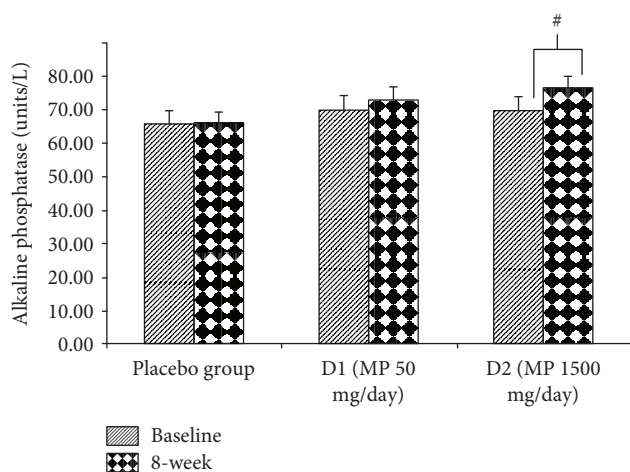 #
Alkaline phosphatase (units/L)
80.00
70.00
60.00
50.00
40.00
30.00
20.00
10.00
0.00
Placebo group
D1 (MP 50
mg/day)
D2 (MP 1500
mg/day)
Baseline
8-week